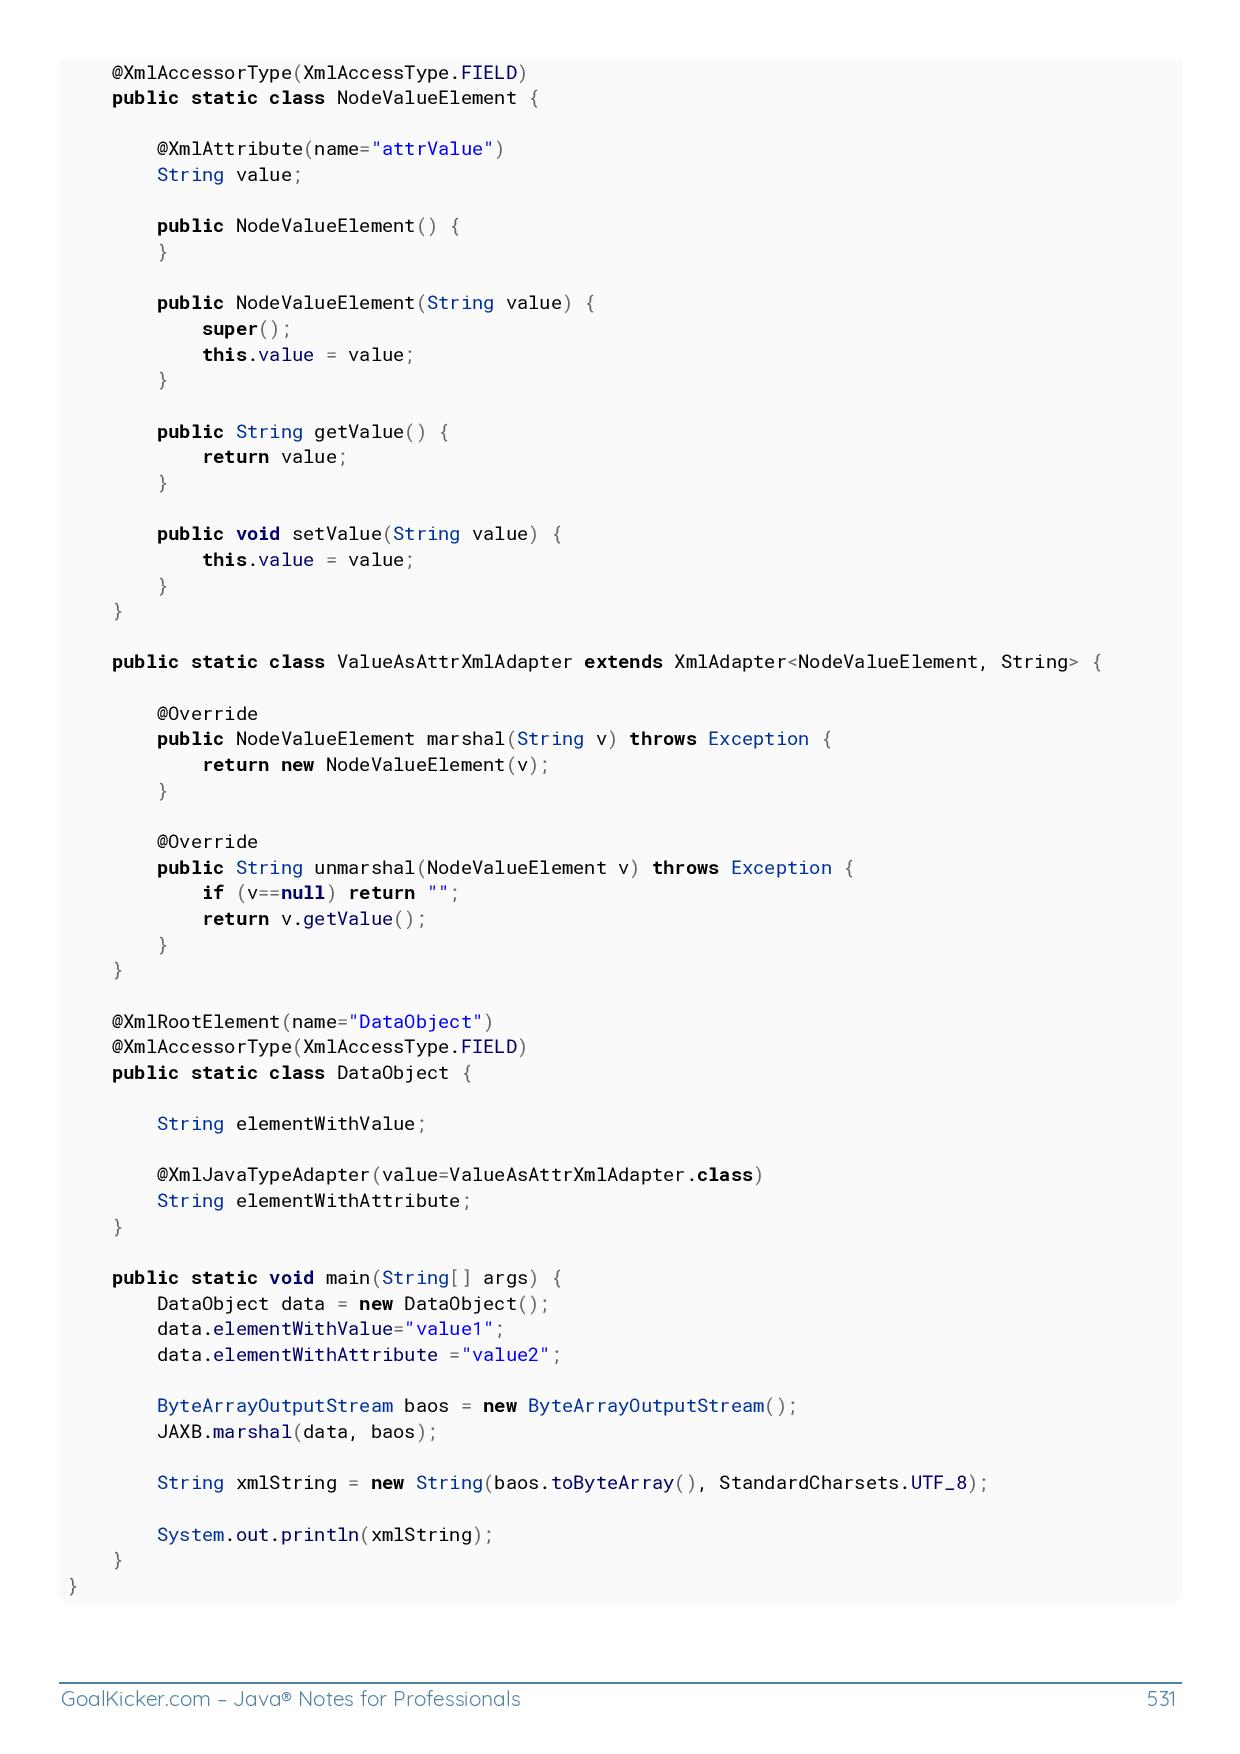 @XmlAccessorType(XmlAccessType.FIELD)
    public static class NodeValueElement {

        @XmlAttribute(name="attrValue")
        String value;

        public NodeValueElement() {
        }

        public NodeValueElement(String value) {
            super();
            this.value = value;
        }

        public String getValue() {
            return value;
        }

        public void setValue(String value) {
            this.value = value;
        }
    }

    public static class ValueAsAttrXmlAdapter extends XmlAdapter<NodeValueElement, String> {

        @Override
        public NodeValueElement marshal(String v) throws Exception {
            return new NodeValueElement(v);
        }

        @Override
        public String unmarshal(NodeValueElement v) throws Exception {
            if (v==null) return "";
            return v.getValue();
        }
    }

    @XmlRootElement(name="DataObject")
    @XmlAccessorType(XmlAccessType.FIELD)
    public static class DataObject {

        String elementWithValue;

        @XmlJavaTypeAdapter(value=ValueAsAttrXmlAdapter.class)
        String elementWithAttribute;
    }

    public static void main(String[] args) {
        DataObject data = new DataObject();
        data.elementWithValue="value1";
        data.elementWithAttribute ="value2";

        ByteArrayOutputStream baos = new ByteArrayOutputStream();
        JAXB.marshal(data, baos);

        String xmlString = new String(baos.toByteArray(), StandardCharsets.UTF_8);

        System.out.println(xmlString);
    }
}
GoalKicker.com – Java® Notes for Professionals 531